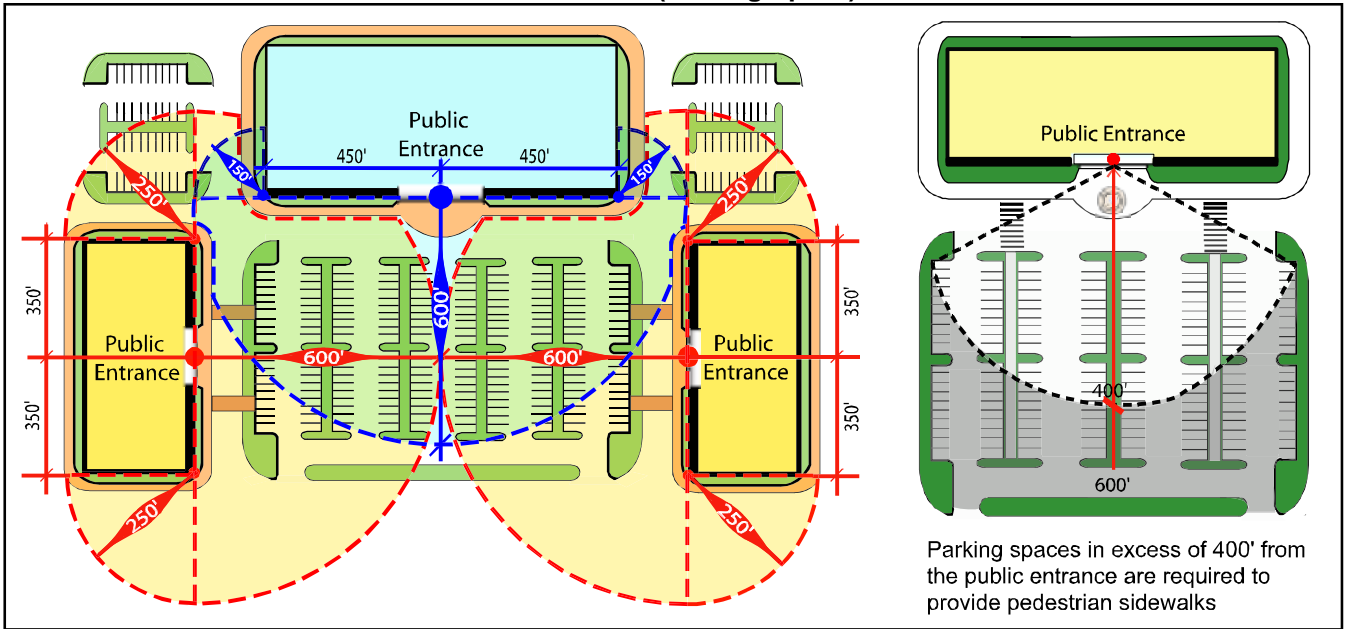 Public
Entrance
450'
450'
150'
150'
250'
250'
350'
350'
600'
Public
Entrance
600'
600'
Public
Entrance
350'
350'
250'
250'
Public Entrance
400'
600'
Parking spaces in excess of 400' from
the public entrance are required to
provide pedestrian sidewalks